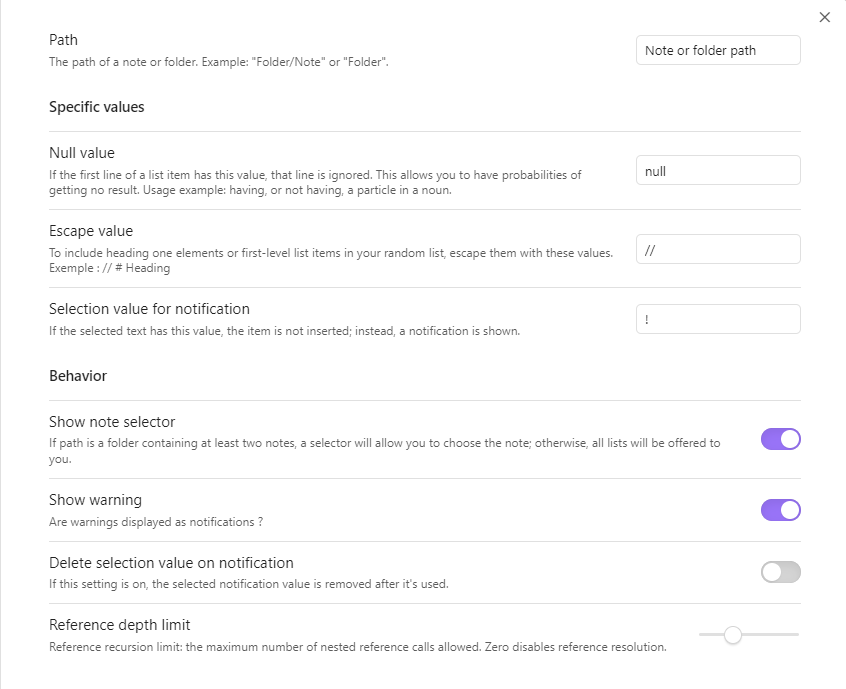 Path
The path of a note or folder. Example: "Folder/Note" or "Folder".
Note or folder path
Specific values
Null value
If the first line of a list item has this value, that line is ignored. This allows you to have probabilities of
getting no result. Usage example: having, or not having, a particle in a noun.
null
Escape value
To include heading one elements or first-level list items in your random list, escape them with these values.
Exemple : // # Heading
//
Selection value for notification
If the selected text has this value, the item is not inserted; instead, a notification is shown.
!
Behavior
Show note selector
If path is a folder containing at least two notes, a selector will allow you to choose the note; otherwise, all lists will be offered to
you.
Show warning
Are warnings displayed as notifications ?
Delete selection value on notification
If this setting is on, the selected notification value is removed after it's used.
Reference depth limit
Reference recursion limit: the maximum number of nested reference calls allowed. Zero disables reference resolution.